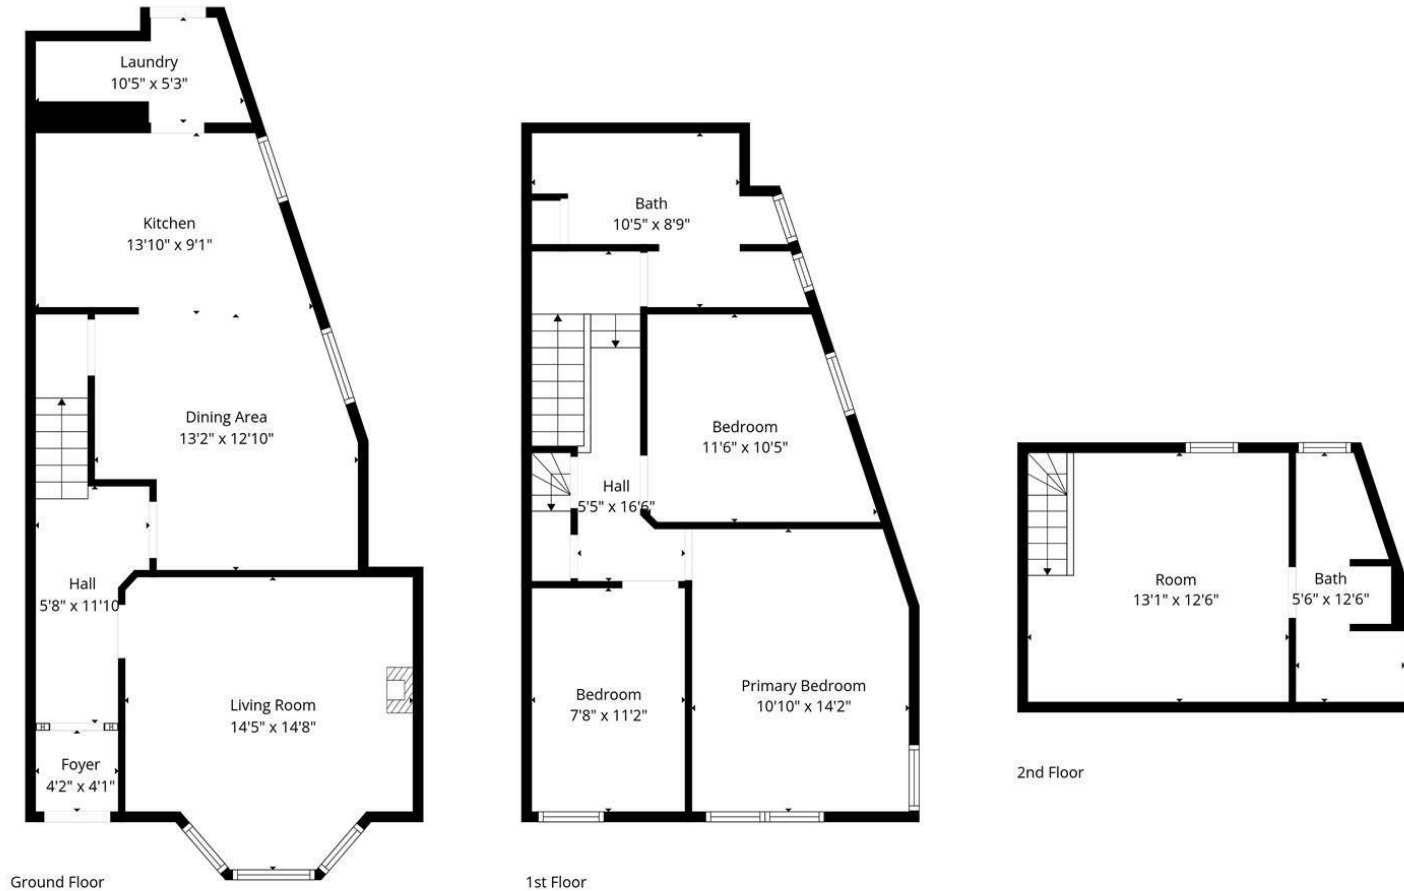 Laundry
10'5" x 5'3"
Kitchen
13'10" x 9'1"
Dining Area
13'2" x 12'10"
Hall
5'8" x 11'10
Living Room
14'5" x 14'8"
Foyer
4'2" x 4'1"
Ground Floor
Bath
10'5" x 8'9"
Bedroom
11'6" x 10'5"
Hall
5'5" x 16'6"
Bedroom
7'8" x 11'2"
Primary Bedroom
10'10" x 14'2"
1st Floor
Room
13'1" x 12'6"
Bath
5'6" x 12'6"
2nd Floor